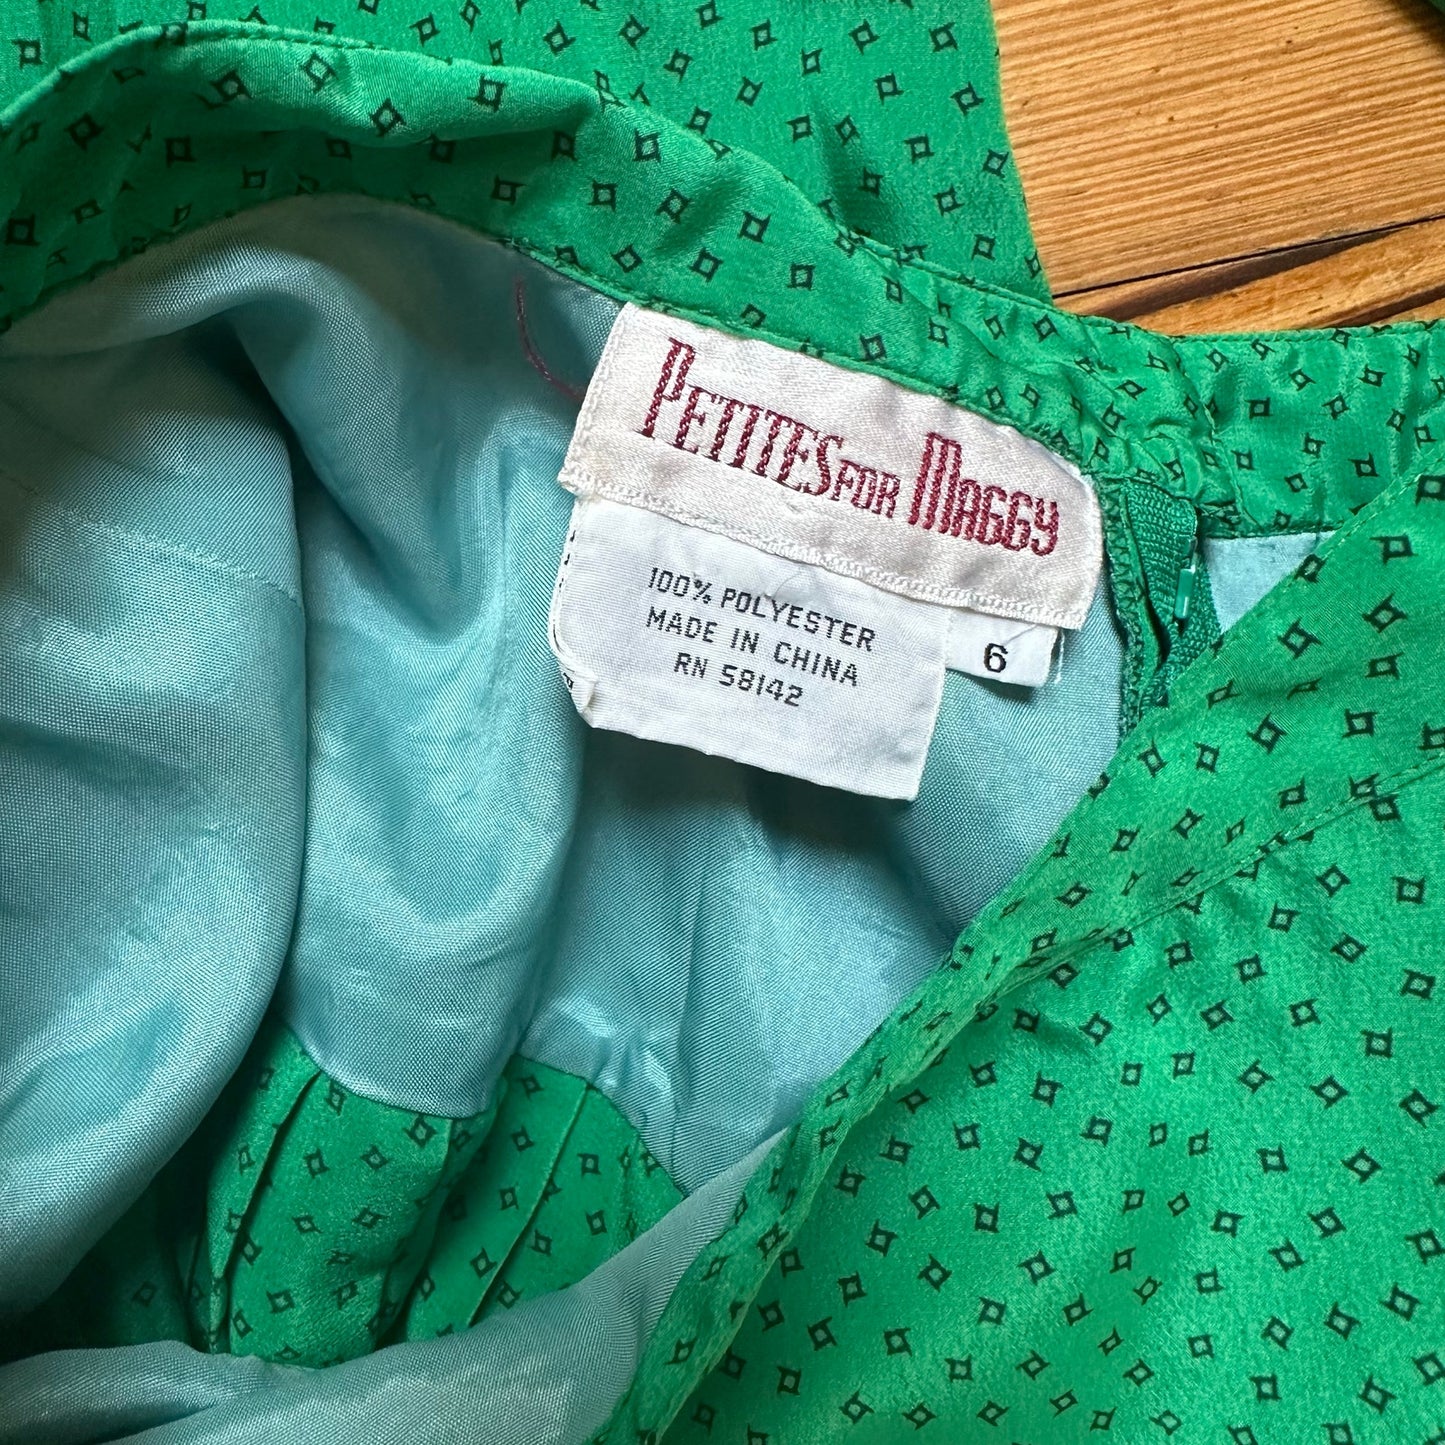 PETITES FOR MAGGY
100% POLYESTER
MADE IN CHINA
RN 58142
6